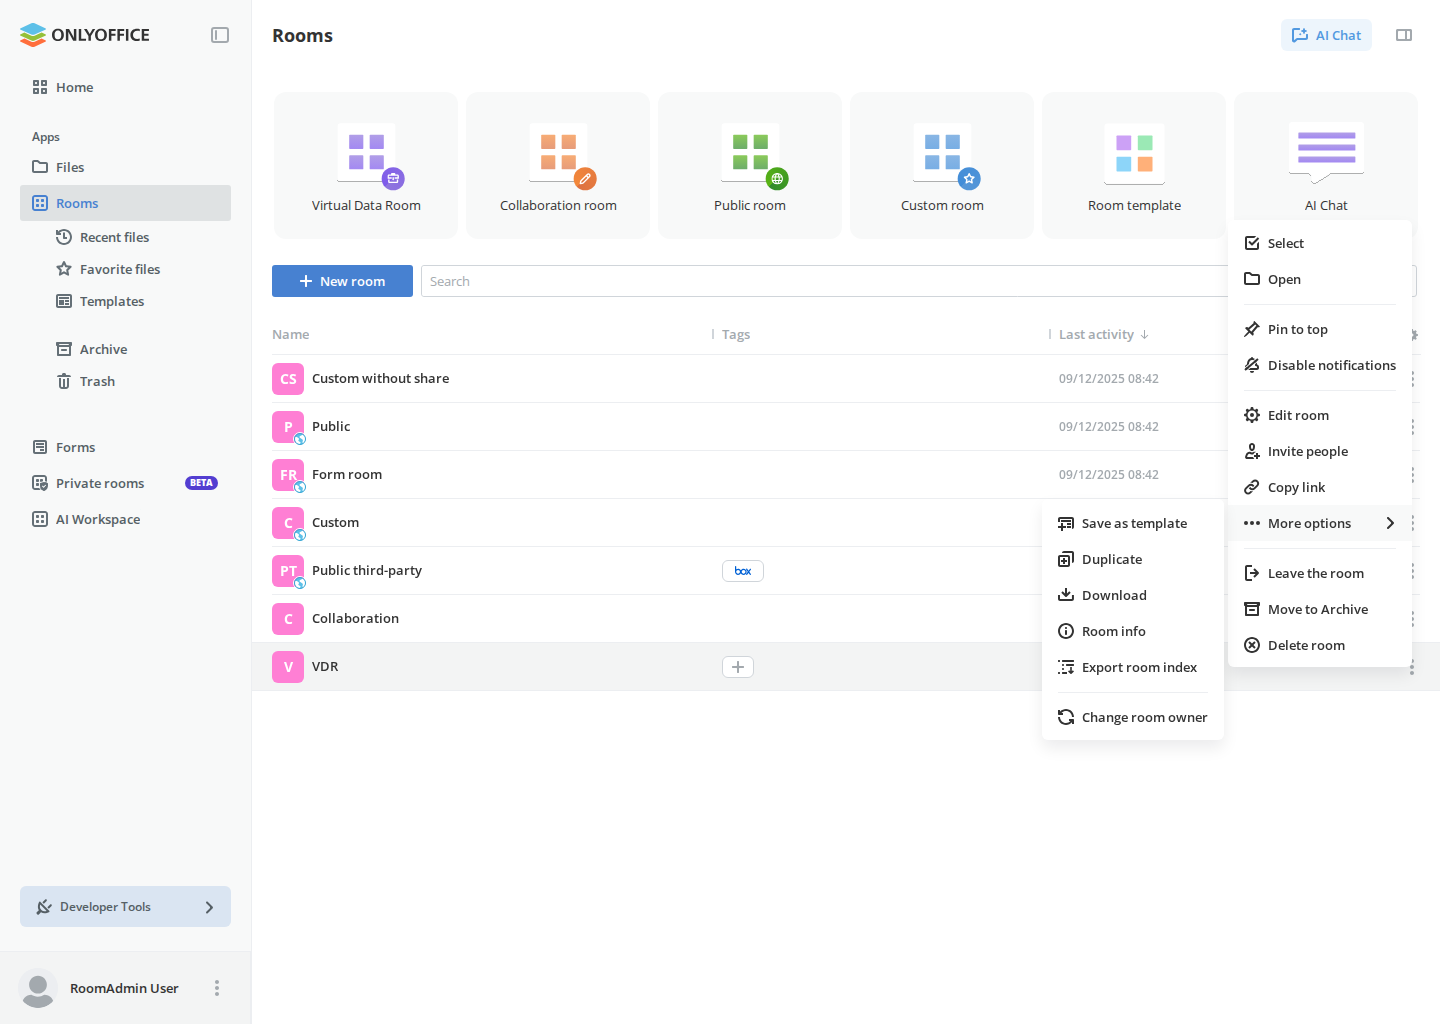 ONLYOFFICE
Home
Apps
Files
Rooms
Recent files
Favorite files
Templates
Archive
Trash
Forms
Private rooms BETA
AI Workspace
Developer Tools
RoomAdmin User
Rooms
AI Chat
Virtual Data Room
Collaboration room
Public room
Custom room
Room template
AI Chat
New room
Search
Name Tags Last activity
CS Custom without share 09/12/2025 08:42
P Public 09/12/2025 08:42
FR Form room 09/12/2025 08:42
C Custom
PT Public third-party box
C Collaboration
V VDR
Select
Open
Pin to top
Disable notifications
Edit room
Invite people
Copy link
More options
Leave the room
Move to Archive
Delete room
Save as template
Duplicate
Download
Room info
Export room index
Change room owner